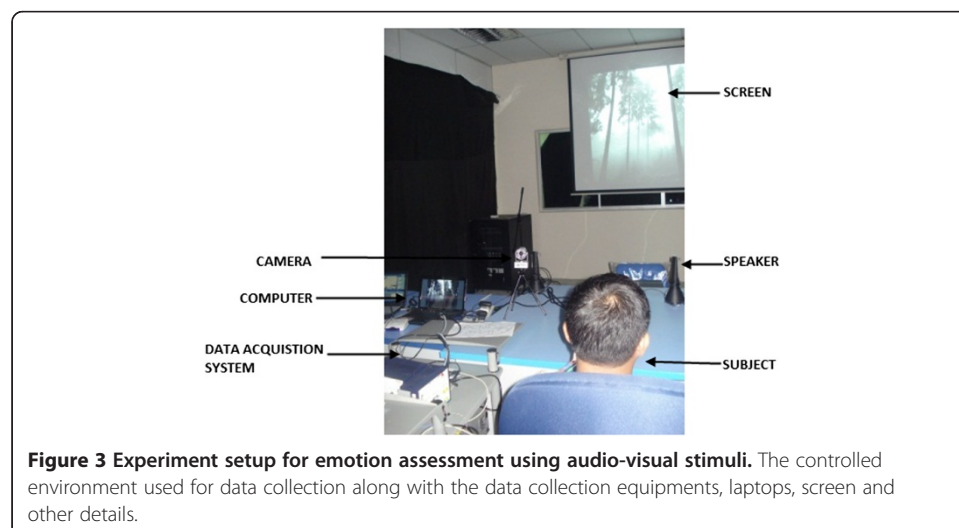 SCREEN
CAMERA
SPEAKER
COMPUTER
DATA ACQUISTION
SYSTEM
SUBJECT
Figure 3 Experiment setup for emotion assessment using audio-visual stimuli. The controlled
environment used for data collection along with the data collection equipments, laptops, screen and
other details.